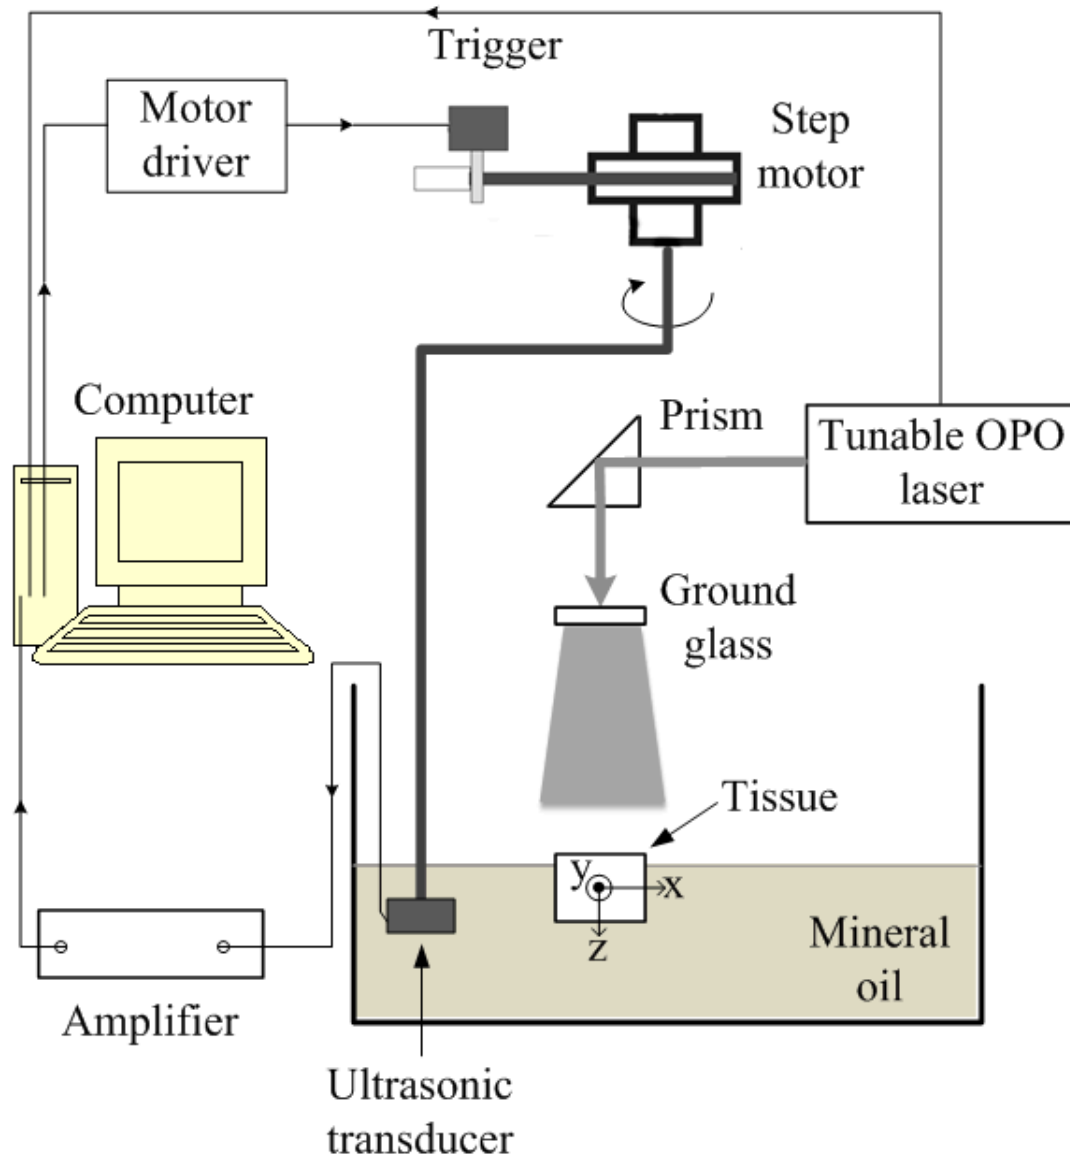 Trigger
Motor
driver
Step
motor
Computer
Prism
Tunable OPO
laser
Ground
glass
Tissue
y
x
z
Mineral
oil
Amplifier
Ultrasonic
transducer